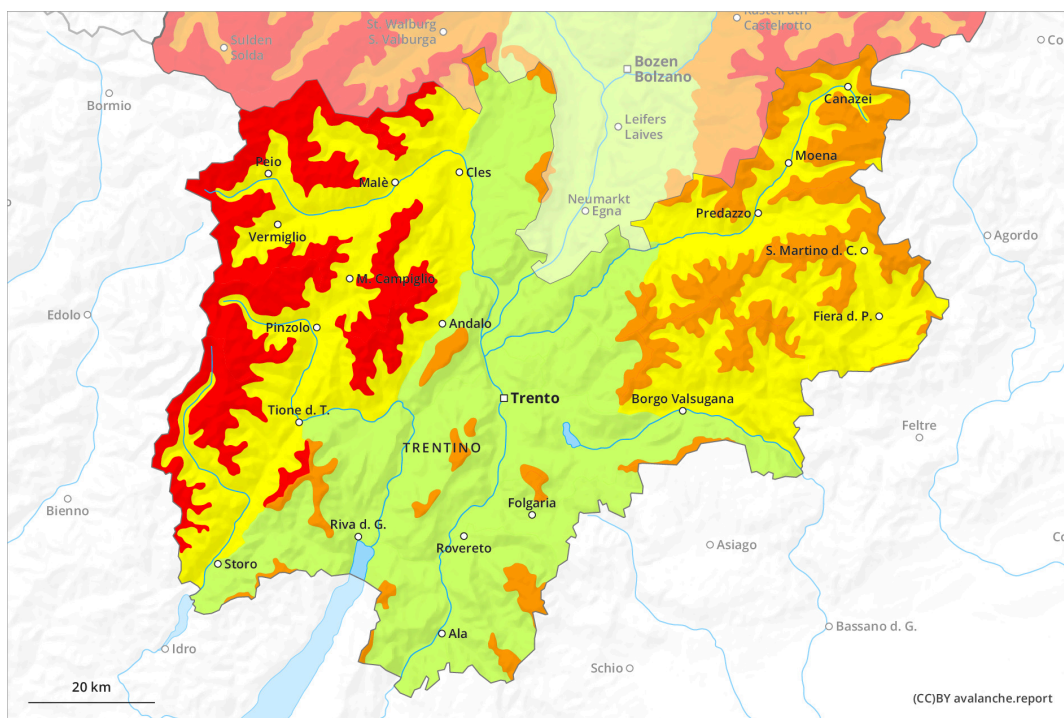 St. Walburg
S. Valburga
Kastelruth
Castelrotto
Sulden
Solda
Bozen
Bolzano
Bormio
Canazei
Leifers
Laives
Moena
Peio
Malè
Cles
Neumarkt
Egna
Predazzo
Vermiglio
Agordo
S. Martino d. C.
M. Campiglio
Edolo
Pinzolo
Andalo
Fiera d. P.
Trento
Borgo Valsugana
Tione d. T.
Feltre
TRENTINO
Bienno
Folgaria
Riva d. G.
Rovereto
Asiago
Storo
Bassano d. G.
Ala
Idro
Schio
20 km
(CC)BY avalanche.report